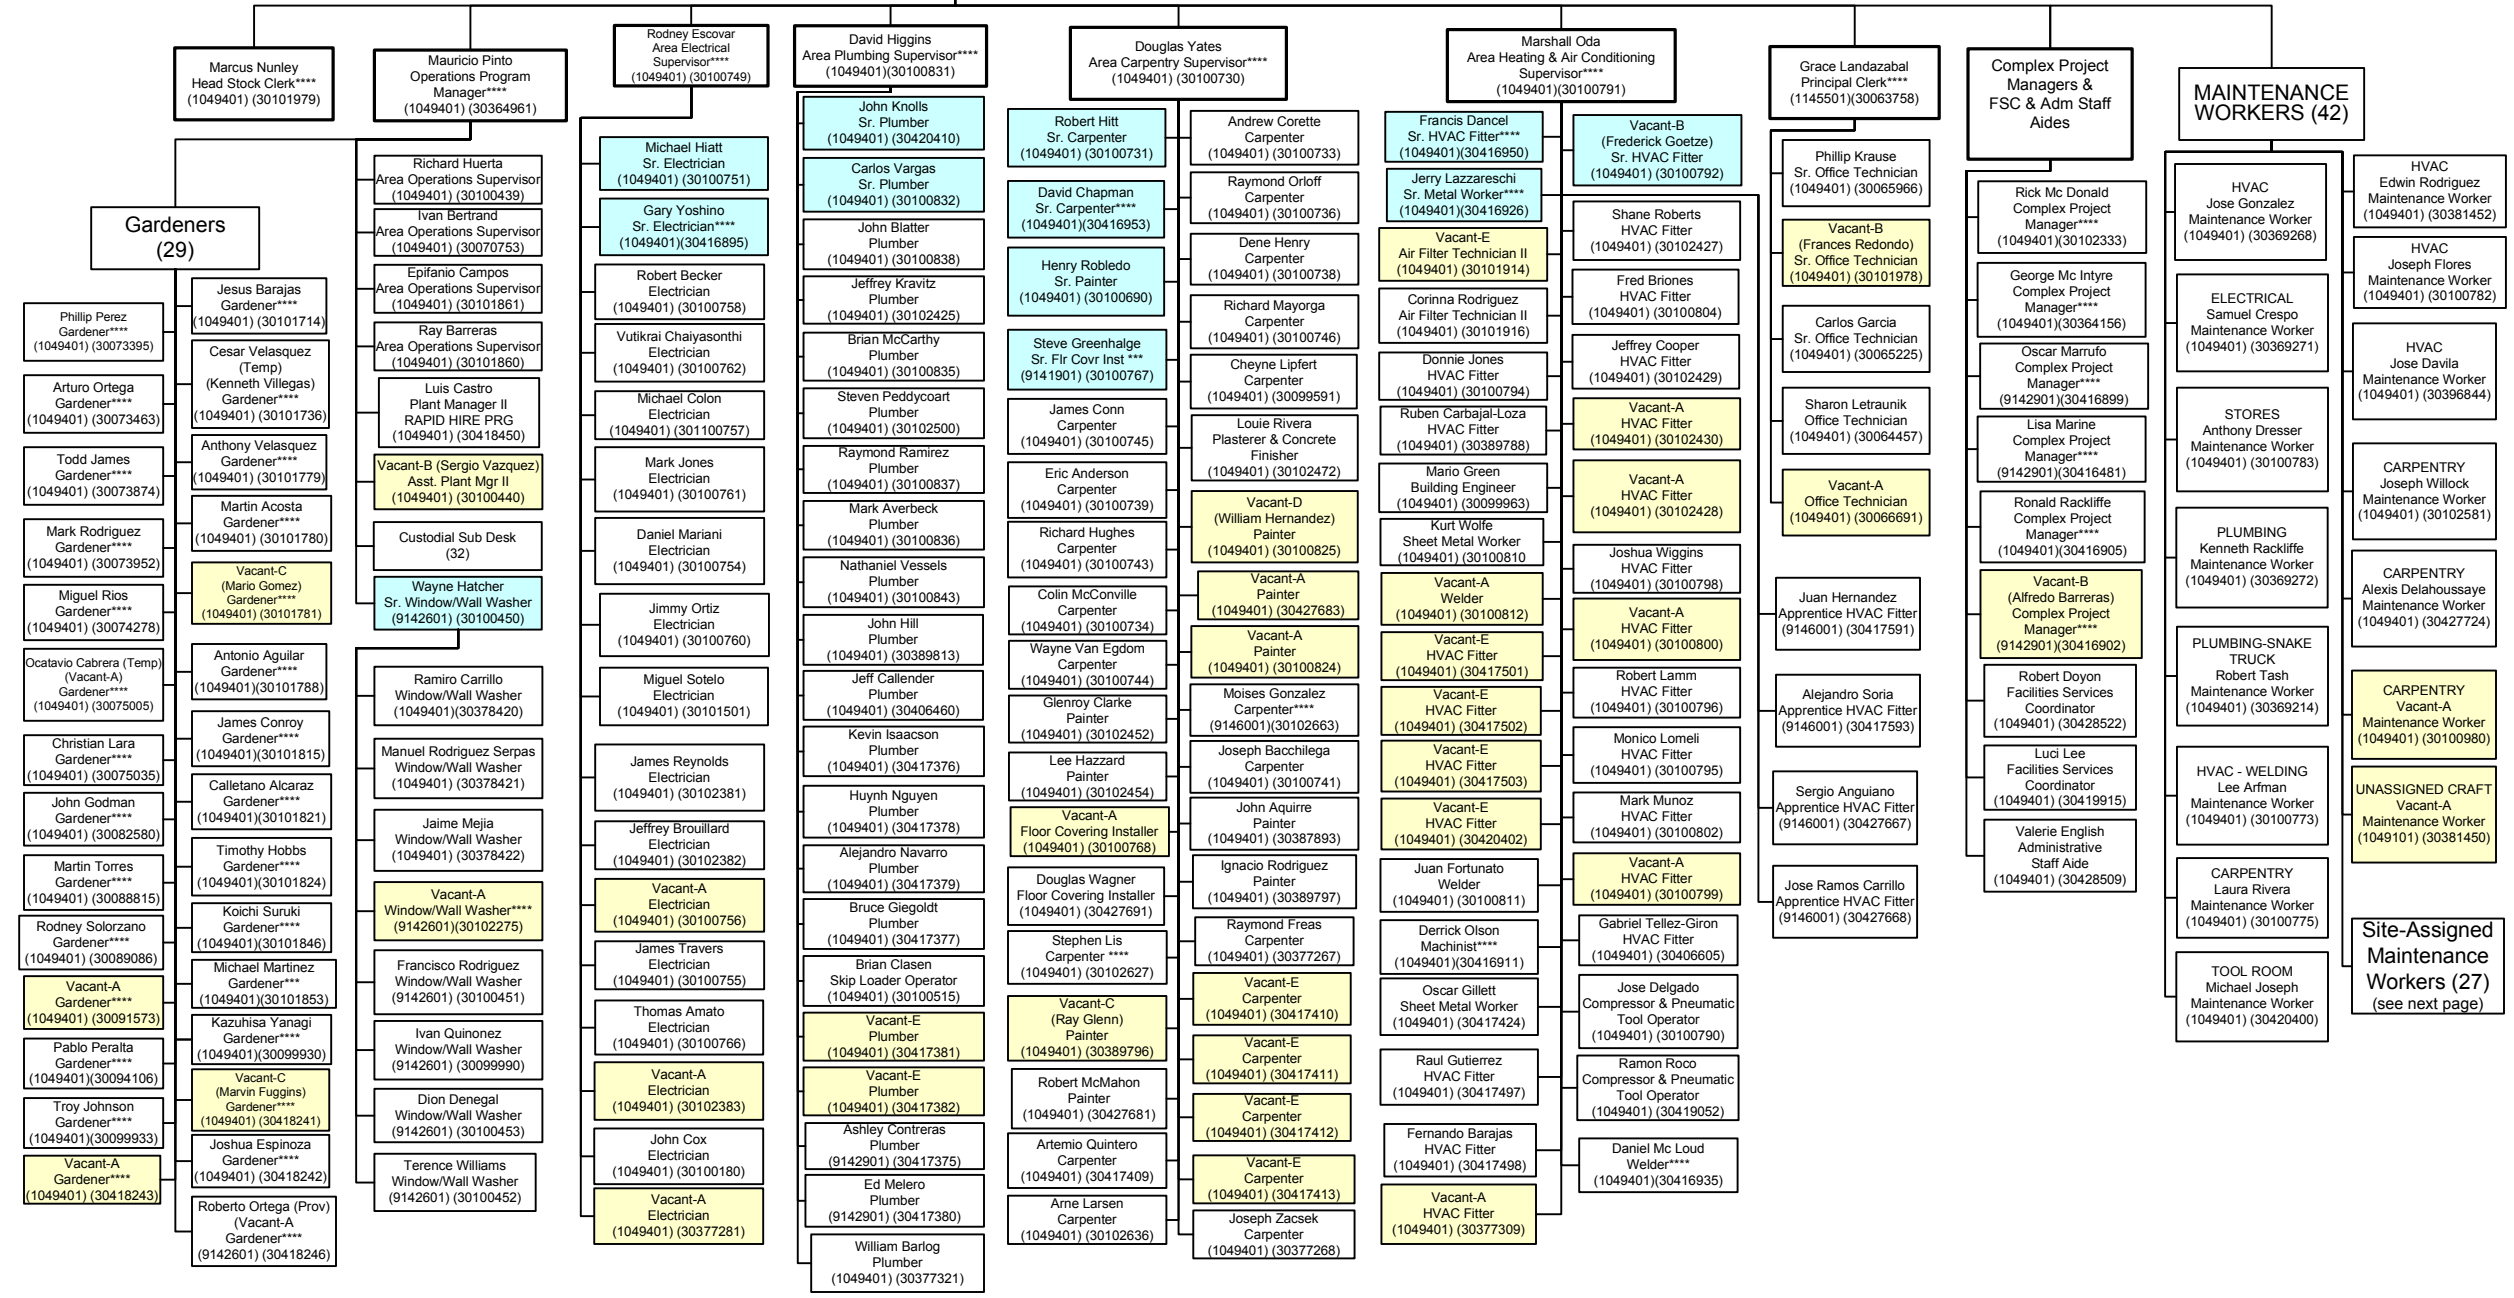 Marcus Nunley
Head Stock Clerk****
(1049401) (30101979)
Mauricio Pinto
Operations Program
Manager****
(1049401) (30364961)
Gardeners
(29)
Phillip Perez
Gardener****
(1049401) (30073395)
Arturo Ortega
Gardener****
(1049401) (30073463)
Todd James
Gardener****
(1049401) (30073874)
Mark Rodriguez
Gardener****
(1049401) (30073952)
Miguel Rios
Gardener****
(1049401) (30074278)
Ocatavio Cabrera (Temp)
(Vacant-A)
Gardener****
(1049401) (30075005)
Christian Lara
Gardener****
(1049401) (30075035)
John Godman
Gardener****
(1049401) (30082580)
Martin Torres
Gardener****
(1049401) (30088815)
Rodney Solorzano
Gardener****
(1049401) (30089086)
Vacant-A
Gardener****
(1049401) (30091573)
Pablo Peralta
Gardener****
(1049401)(30094106)
Troy Johnson
Gardener****
(1049401)(30099933)
Vacant-A
Gardener****
(1049401) (30418243)
Jesus Barajas
Gardener****
(1049401) (30101714)
Cesar Velasquez
(Temp)
(Kenneth Villegas)
Gardener****
(1049401) (30101736)
Anthony Velasquez
Gardener****
(1049401) (30101779)
Martin Acosta
Gardener****
(1049401) (30101780)
Vacant-C
(Mario Gomez)
Gardener****
(1049401) (30101781)
Antonio Aguilar
Gardener****
(1049401)(30101788)
James Conroy
Gardener****
(1049401)(30101815)
Calletano Alcaraz
Gardener****
(1049401)(30101821)
Timothy Hobbs
Gardener****
(1049401)(30101824)
Koichi Suruki
Gardener****
(1049401)(30101846)
Michael Martinez
Gardener***
(1049401)(30101853)
Kazuhisa Yanagi
Gardener****
(1049401)(30099930)
Vacant-C
(Marvin Fuggins)
Gardener****
(1049401) (30418241)
Joshua Espinoza
Gardener****
(1049401) (30418242)
Roberto Ortega (Prov)
(Vacant-A
Gardener****
(9142601) (30418246)
Richard Huerta
Area Operations Supervisor
(1049401) (30100439)
Ivan Bertrand
Area Operations Supervisor
(1049401) (30070753)
Epifanio Campos
Area Operations Supervisor
(1049401) (30101861)
Ray Barreras
Area Operations Supervisor
(1049401) (30101860)
Luis Castro
Plant Manager II
RAPID HIRE PRG
(1049401) (30418450)
Vacant-B (Sergio Vazquez)
Asst. Plant Mgr II
(1049401) (30100440)
Custodial Sub Desk
(32)
Wayne Hatcher
Sr. Window/Wall Washer
(9142601) (30100450)
Ramiro Carrillo
Window/Wall Washer
(1049401)(30378420)
Manuel Rodriguez Serpas
Window/Wall Washer
(1049401) (30378421)
Jaime Mejia
Window/Wall Washer
(1049401) (30378422)
Vacant-A
Window/Wall Washer****
(9142601)(30102275)
Francisco Rodriguez
Window/Wall Washer
(9142601) (30100451)
Ivan Quinonez
Window/Wall Washer
(9142601) (30099990)
Dion Denegal
Window/Wall Washer
(9142601) (30100453)
Terence Williams
Window/Wall Washer
(9142601) (30100452)
Rodney Escovar
Area Electrical
Supervisor****
(1049401) (30100749)
Michael Hiatt
Sr. Electrician
(1049401) (30100751)
Gary Yoshino
Sr. Electrician****
(1049401)(30416895)
Robert Becker
Electrician
(1049401) (30100758)
Vutikrai Chaiyasonthi
Electrician
(1049401) (30100762)
Michael Colon
Electrician
(1049401) (301100757)
Mark Jones
Electrician
(1049401) (30100761)
Daniel Mariani
Electrician
(1049401) (30100754)
Jimmy Ortiz
Electrician
(1049401) (30100760)
Miguel Sotelo
Electrician
(1049401) (30101501)
James Reynolds
Electrician
(1049401) (30102381)
Jeffrey Brouillard
Electrician
(1049401) (30102382)
Vacant-A
Electrician
(1049401) (30100756)
James Travers
Electrician
(1049401) (30100755)
Thomas Amato
Electrician
(1049401) (30100766)
Vacant-A
Electrician
(1049401) (30102383)
John Cox
Electrician
(1049401) (30100180)
Vacant-A
Electrician
(1049401) (30377281)
David Higgins
Area Plumbing Supervisor****
(1049401)(30100831)
John Knolls
Sr. Plumber
(1049401) (30420410)
Carlos Vargas
Sr. Plumber
(1049401) (30100832)
John Blatter
Plumber
(1049401) (30100838)
Jeffrey Kravitz
Plumber
(1049401) (30102425)
Brian McCarthy
Plumber
(1049401) (30100835)
Steven Peddycoart
Plumber
(1049401) (30102500)
Raymond Ramirez
Plumber
(1049401) (30100837)
Mark Averbeck
Plumber
(1049401) (30100836)
Nathaniel Vessels
Plumber
(1049401) (30100843)
John Hill
Plumber
(1049401) (30389813)
Jeff Callender
Plumber
(1049401) (30406460)
Kevin Isaacson
Plumber
(1049401) (30417376)
Huynh Nguyen
Plumber
(1049401) (30417378)
Alejandro Navarro
Plumber
(1049401) (30417379)
Bruce Giegoldt
Plumber
(1049401) (30417377)
Brian Clasen
Skip Loader Operator
(1049401) (30100515)
Vacant-E
Plumber
(1049401) (30417381)
Vacant-E
Plumber
(1049401) (30417382)
Ashley Contreras
Plumber
(9142901) (30417375)
Ed Melero
Plumber
(9142901) (30417380)
William Barlog
Plumber
(1049401) (30377321)
Douglas Yates
Area Carpentry Supervisor****
(1049401) (30100730)
Robert Hitt
Sr. Carpenter
(1049401) (30100731)
David Chapman
Sr. Carpenter****
(1049401)(30416953)
Henry Robledo
Sr. Painter
(1049401) (30100690)
Steve Greenhalge
Sr. Flr Covr Inst ***
(9141901) (30100767)
James Conn
Carpenter
(1049401) (30100745)
Eric Anderson
Carpenter
(1049401) (30100739)
Richard Hughes
Carpenter
(1049401) (30100743)
Colin McConville
Carpenter
(1049401) (30100734)
Wayne Van Egdom
Carpenter
(1049401) (30100744)
Glenroy Clarke
Painter
(1049401) (30102452)
Lee Hazzard
Painter
(1049401) (30102454)
Vacant-A
Floor Covering Installer
(1049401) (30100768)
Douglas Wagner
Floor Covering Installer
(1049401) (30427691)
Stephen Lis
Carpenter ****
(1049401) (30102627)
Vacant-C
(Ray Glenn)
Painter
(1049401) (30389796)
Robert McMahon
Painter
(1049401) (30427681)
Artemio Quintero
Carpenter
(1049401) (30417409)
Arne Larsen
Carpenter
(1049401) (30102636)
Andrew Corette
Carpenter
(1049401) (30100733)
Raymond Orloff
Carpenter
(1049401) (30100736)
Dene Henry
Carpenter
(1049401) (30100738)
Richard Mayorga
Carpenter
(1049401) (30100746)
Cheyne Lipfert
Carpenter
(1049401) (30099591)
Louie Rivera
Plasterer & Concrete
Finisher
(1049401) (30102472)
Vacant-D
(William Hernandez)
Painter
(1049401) (30100825)
Vacant-A
Painter
(1049401) (30427683)
Vacant-A
Painter
(1049401) (30100824)
Moises Gonzalez
Carpenter****
(9146001)(30102663)
Joseph Bacchilega
Carpenter
(1049401) (30100741)
John Aquirre
Painter
(1049401) (30387893)
Ignacio Rodriguez
Painter
(1049401) (30389797)
Raymond Freas
Carpenter
(1049401) (30377267)
Vacant-E
Carpenter
(1049401) (30417410)
Vacant-E
Carpenter
(1049401) (30417411)
Vacant-E
Carpenter
(1049401) (30417412)
Vacant-E
Carpenter
(1049401) (30417413)
Joseph Zacsek
Carpenter
(1049401) (30377268)
Marshall Oda
Area Heating & Air Conditioning
Supervisor****
(1049401)(30100791)
Francis Dancel
Sr. HVAC Fitter****
(1049401)(30416950)
Jerry Lazzareschi
Sr. Metal Worker****
(1049401)(30416926)
Vacant-E
Air Filter Technician II
(1049401) (30101914)
Corinna Rodriguez
Air Filter Technician II
(1049401) (30101916)
Donnie Jones
HVAC Fitter
(1049401) (30100794)
Ruben Carbajal-Loza
HVAC Fitter
(1049401) (30389788)
Mario Green
Building Engineer
(1049401) (30099963)
Kurt Wolfe
Sheet Metal Worker
(1049401) (30100810
Vacant-A
Welder
(1049401) (30100812)
Vacant-E
HVAC Fitter
(1049401)(30417501)
Vacant-E
HVAC Fitter
(1049401) (30417502)
Vacant-E
HVAC Fitter
(1049401) (30417503)
Vacant-E
HVAC Fitter
(1049401) (30420402)
Juan Fortunato
Welder
(1049401) (30100811)
Derrick Olson
Machinist****
(1049401)(30416911)
Oscar Gillett
Sheet Metal Worker
(1049401) (30417424)
Raul Gutierrez
HVAC Fitter
(1049401) (30417497)
Fernando Barajas
HVAC Fitter
(1049401) (30417498)
Vacant-A
HVAC Fitter
(1049401) (30377309)
Vacant-B
(Frederick Goetze)
Sr. HVAC Fitter
(1049401) (30100792)
Shane Roberts
HVAC Fitter
(1049401) (30102427)
Fred Briones
HVAC Fitter
(1049401) (30100804)
Jeffrey Cooper
HVAC Fitter
(1049401) (30102429)
Vacant-A
HVAC Fitter
(1049401) (30102430)
Vacant-A
HVAC Fitter
(1049401) (30102428)
Joshua Wiggins
HVAC Fitter
(1049401) (30100798)
Vacant-A
HVAC Fitter
(1049401) (30100800)
Robert Lamm
HVAC Fitter
(1049401) (30100796)
Monico Lomeli
HVAC Fitter
(1049401) (30100795)
Mark Munoz
HVAC Fitter
(1049401) (30100802)
Vacant-A
HVAC Fitter
(1049401) (30100799)
Gabriel Tellez-Giron
HVAC Fitter
(1049401) (30406605)
Jose Delgado
Compressor & Pneumatic
Tool Operator
(1049401) (30100790)
Ramon Roco
Compressor & Pneumatic
Tool Operator
(1049401) (30419052)
Daniel Mc Loud
Welder****
(1049401)(30416935)
Grace Landazabal
Principal Clerk****
(1145501)(30063758)
Phillip Krause
Sr. Office Technician
(1049401) (30065966)
Vacant-B
(Frances Redondo)
Sr. Office Technician
(1049401) (30101978)
Carlos Garcia
Sr. Office Technician
(1049401) (30065225)
Sharon Letraunik
Office Technician
(1049401) (30064457)
Vacant-A
Office Technician
(1049401) (30066691)
Juan Hernandez
Apprentice HVAC Fitter
(9146001) (30417591)
Alejandro Soria
Apprentice HVAC Fitter
(9146001) (30417593)
Sergio Anguiano
Apprentice HVAC Fitter
(9146001) (30427667)
Jose Ramos Carrillo
Apprentice HVAC Fitter
(9146001) (30427668)
Complex Project
Managers &
FSC & Adm Staff
Aides
Rick Mc Donald
Complex Project
Manager****
(1049401)(30102333)
George Mc Intyre
Complex Project
Manager****
(1049401)(30364156)
Oscar Marrufo
Complex Project
Manager****
(9142901)(30416899)
Lisa Marine
Complex Project
Manager****
(9142901)(30416481)
Ronald Rackliffe
Complex Project
Manager****
(1049401)(30416905)
Vacant-B
(Alfredo Barreras)
Complex Project
Manager****
(9142901)(30416902)
Robert Doyon
Facilities Services
Coordinator
(1049401) (30428522)
Luci Lee
Facilities Services
Coordinator
(1049401) (30419915)
Valerie English
Administrative
Staff Aide
(1049401) (30428509)
MAINTENANCE
WORKERS (42)
HVAC
Jose Gonzalez
Maintenance Worker
(1049401) (30369268)
ELECTRICAL
Samuel Crespo
Maintenance Worker
(1049401) (30369271)
STORES
Anthony Dresser
Maintenance Worker
(1049401) (30100783)
PLUMBING
Kenneth Rackliffe
Maintenance Worker
(1049401) (30369272)
PLUMBING-SNAKE
TRUCK
Robert Tash
Maintenance Worker
(1049401) (30369214)
HVAC - WELDING
Lee Arfman
Maintenance Worker
(1049401) (30100773)
CARPENTRY
Laura Rivera
Maintenance Worker
(1049401) (30100775)
TOOL ROOM
Michael Joseph
Maintenance Worker
(1049401) (30420400)
HVAC
Edwin Rodriguez
Maintenance Worker
(1049401) (30381452)
HVAC
Joseph Flores
Maintenance Worker
(1049401) (30100782)
HVAC
Jose Davila
Maintenance Worker
(1049401) (30396844)
CARPENTRY
Joseph Willock
Maintenance Worker
(1049401) (30102581)
CARPENTRY
Alexis Delahoussaye
Maintenance Worker
(1049401) (30427724)
CARPENTRY
Vacant-A
Maintenance Worker
(1049401) (30100980)
UNASSIGNED CRAFT
Vacant-A
Maintenance Worker
(1049101) (30381450)
Site-Assigned
Maintenance
Workers (27)
(see next page)